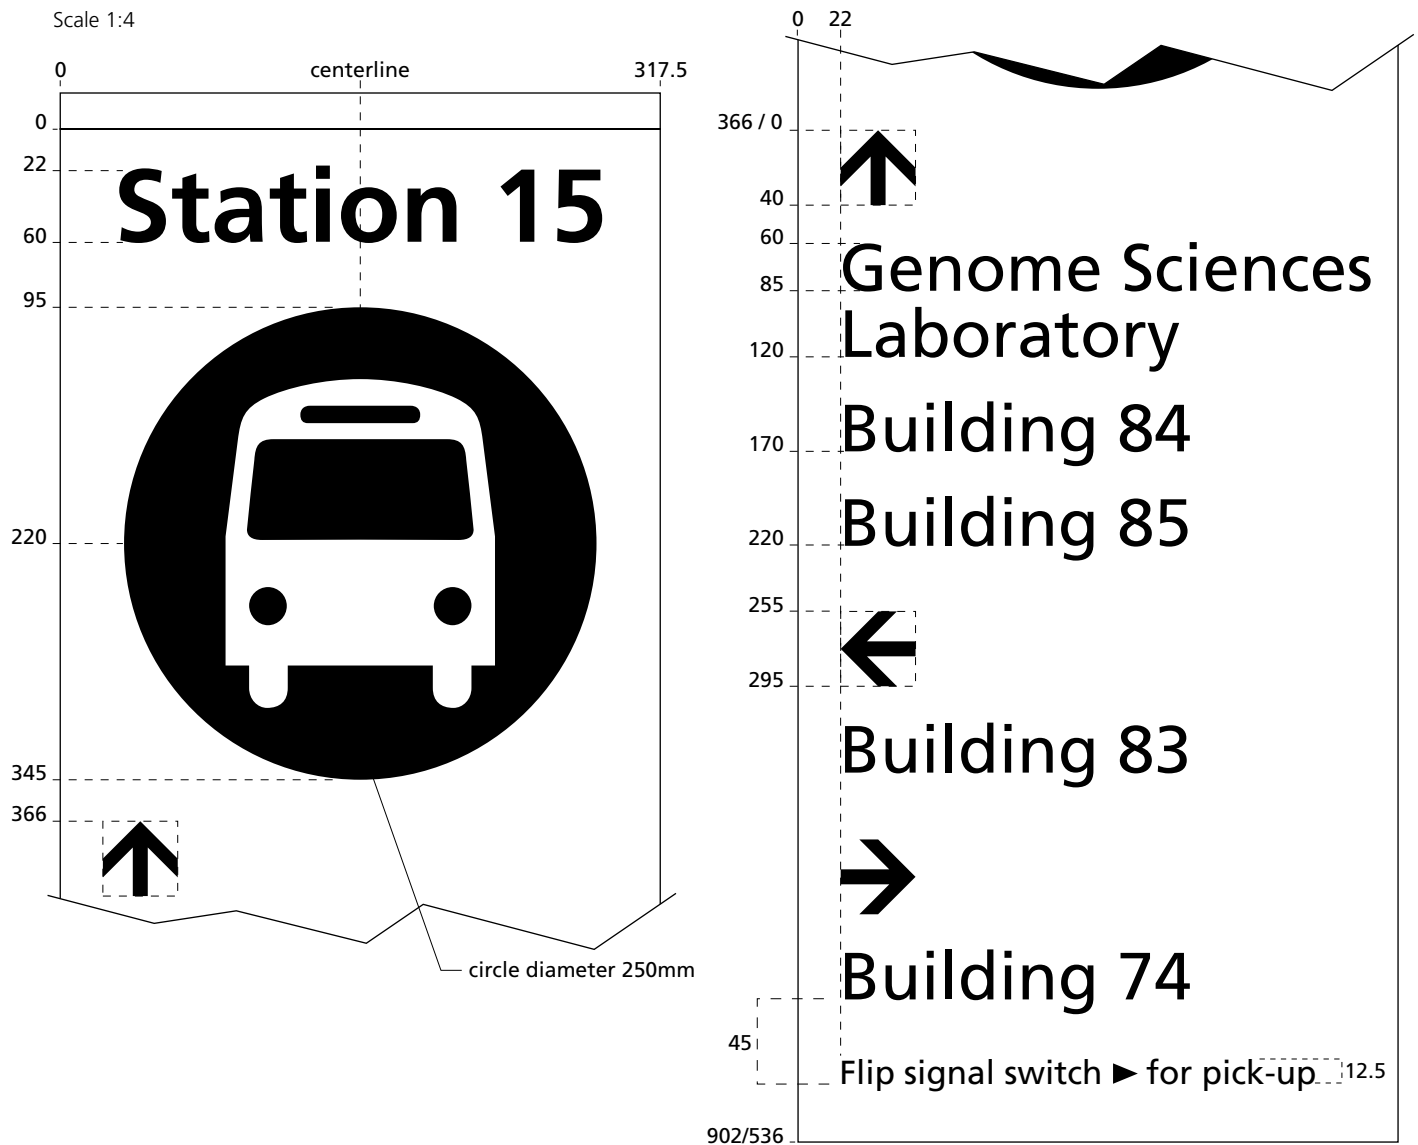 Scale 1:4
0 centerline 317.5
0
22
Station 15
60
95
220
345
366
circle diameter 250mm
0 22
366 / 0
40
60
Genome Sciences
85
Laboratory
120
Building 84
170
Building 85
220
255
295
Building 83
Building 74
45
Flip signal switch ► for pick-up 12.5
902/536